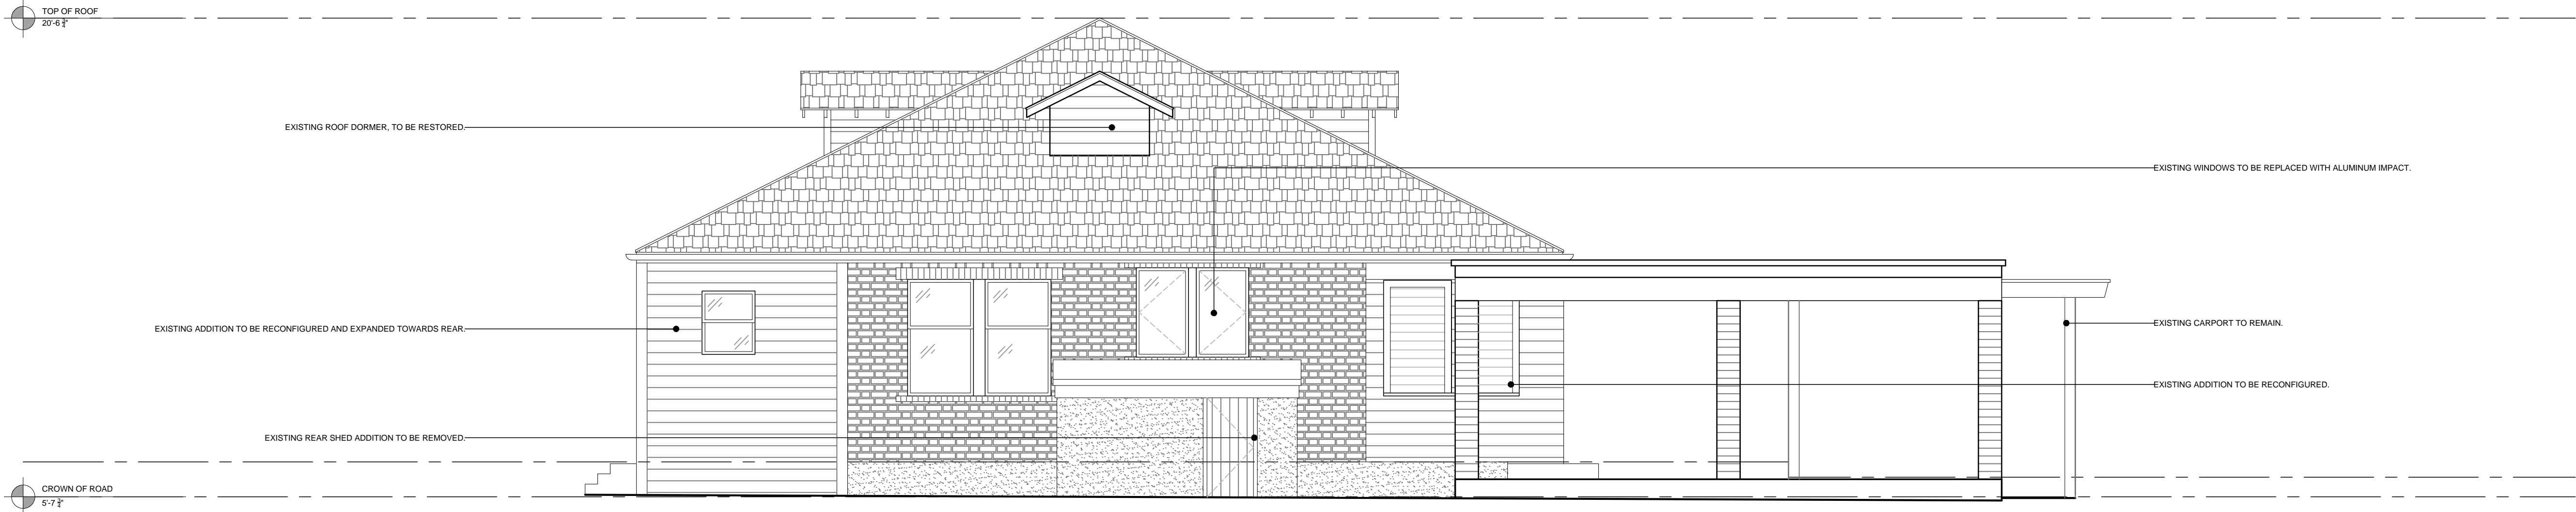 TOP OF ROOF
20'-6 3/4"
EXISTING ROOF DORMER, TO BE RESTORED.
EXISTING WINDOWS TO BE REPLACED WITH ALUMINUM IMPACT.
EXISTING ADDITION TO BE RECONFIGURED AND EXPANDED TOWARDS REAR.
EXISTING CARPORT TO REMAIN.
EXISTING ADDITION TO BE RECONFIGURED.
EXISTING REAR SHED ADDITION TO BE REMOVED.
CROWN OF ROAD
5'-7 3/4"